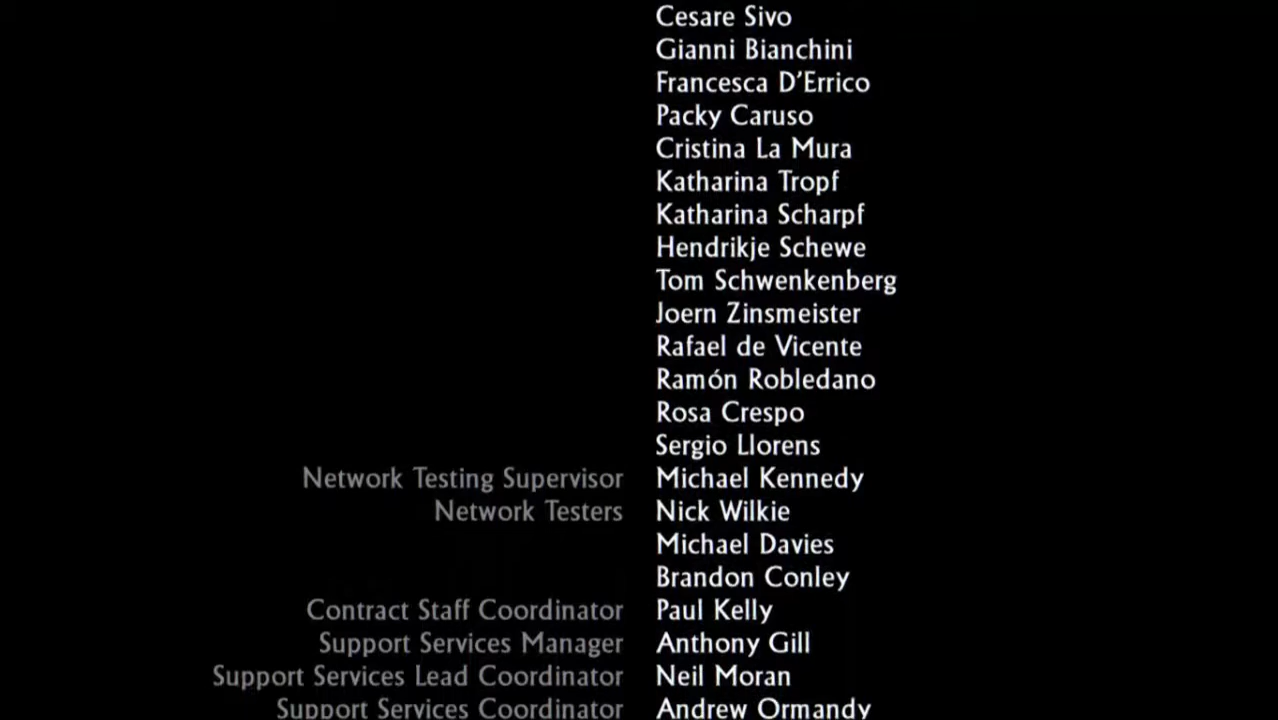 Cesare Sivo
Gianni Bianchini
Francesca D'Errico
Packy Caruso
Cristina La Mura
Katharina Tropf
Katharina Scharpf
Hendrikje Schewe
Tom Schwenkenberg
Joern Zinsmeister
Rafael de Vicente
Ramón Robledano
Rosa Crespo
Sergio Llorens
Network Testing Supervisor Michael Kennedy
Network Testers Nick Wilkie
Michael Davies
Brandon Conley
Contract Staff Coordinator Paul Kelly
Support Services Manager Anthony Gill
Support Services Lead Coordinator Neil Moran
Support Services Coordinator Andrew Ormandy